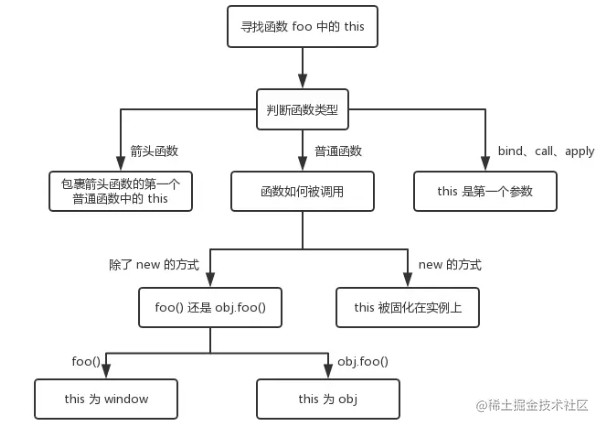 寻找函数 foo 中的 this
判断函数类型
箭头函数
普通函数
bind、call、apply
包裹箭头函数的第一个
普通函数中的 this
函数如何被调用
this 是第一个参数
除了 new 的方式
new 的方式
foo() 还是 obj.foo()
this 被固化在实例上
foo()
obj.foo()
this 为 window
this 为 obj
@稀土掘金技术社区